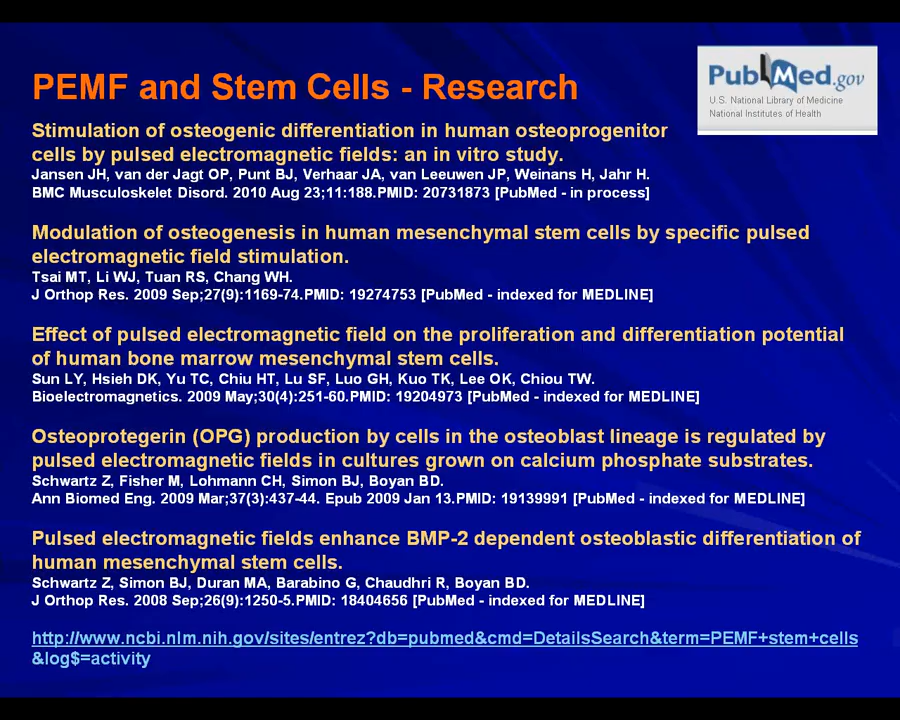 PubMed.gov
U.S. National Library of Medicine
National Institutes of Health
PEMF and Stem Cells - Research
Stimulation of osteogenic differentiation in human osteoprogenitor
cells by pulsed electromagnetic fields: an in vitro study.
Jansen JH, van der Jagt OP, Punt BJ, Verhaar JA, van Leeuwen JP, Weinans H, Jahr H.
BMC Musculoskelet Disord. 2010 Aug 23;11:188.PMID: 20731873 [PubMed - in process]
Modulation of osteogenesis in human mesenchymal stem cells by specific pulsed
electromagnetic field stimulation.
Tsai MT, Li WJ, Tuan RS, Chang WH.
J Orthop Res. 2009 Sep;27(9):1169-74.PMID: 19274753 [PubMed - indexed for MEDLINE]
Effect of pulsed electromagnetic field on the proliferation and differentiation potential
of human bone marrow mesenchymal stem cells.
Sun LY, Hsieh DK, Yu TC, Chiu HT, Lu SF, Luo GH, Kuo TK, Lee OK, Chiou TW.
Bioelectromagnetics. 2009 May;30(4):251-60.PMID: 19204973 [PubMed - indexed for MEDLINE]
Osteoprotegerin (OPG) production by cells in the osteoblast lineage is regulated by
pulsed electromagnetic fields in cultures grown on calcium phosphate substrates.
Schwartz Z, Fisher M, Lohmann CH, Simon BJ, Boyan BD.
Ann Biomed Eng. 2009 Mar;37(3):437-44. Epub 2009 Jan 13.PMID: 19139991 [PubMed - indexed for MEDLINE]
Pulsed electromagnetic fields enhance BMP-2 dependent osteoblastic differentiation of
human mesenchymal stem cells.
Schwartz Z, Simon BJ, Duran MA, Barabino G, Chaudhri R, Boyan BD.
J Orthop Res. 2008 Sep;26(9):1250-5.PMID: 18404656 [PubMed - indexed for MEDLINE]
http://www.ncbi.nlm.nih.gov/sites/entrez?db=pubmed&cmd=DetailsSearch&term=PEMF+stem+cells
&log$=activity